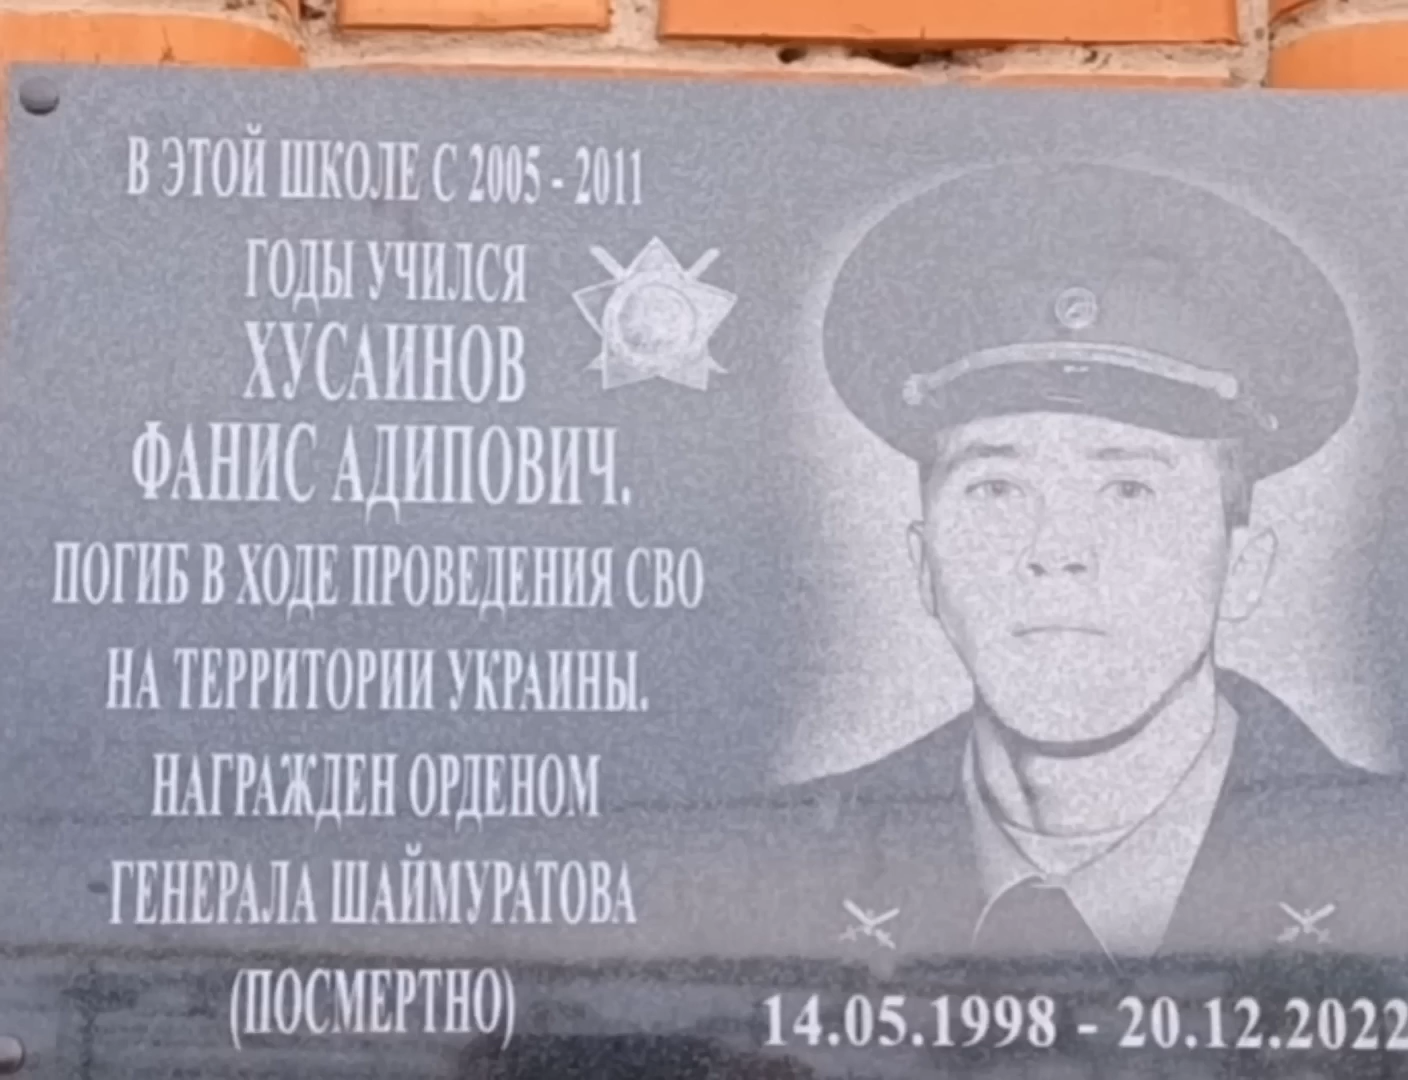 В ЭТОЙ ШКОЛЕ С 2005 - 2011
ГОДЫ УЧИЛСЯ
ХУСАИНОВ
ФАНИС АДИПОВИЧ.
ПОГИБ В ХОДЕ ПРОВЕДЕНИЯ СВО
НА ТЕРРИТОРИИ УКРАИНЫ.
НАГРАЖДЕН ОРДЕНОМ
ГЕНЕРАЛА ШАЙМУРАТОВА
(ПОСМЕРТНО)
14.05.1998 - 20.12.2022